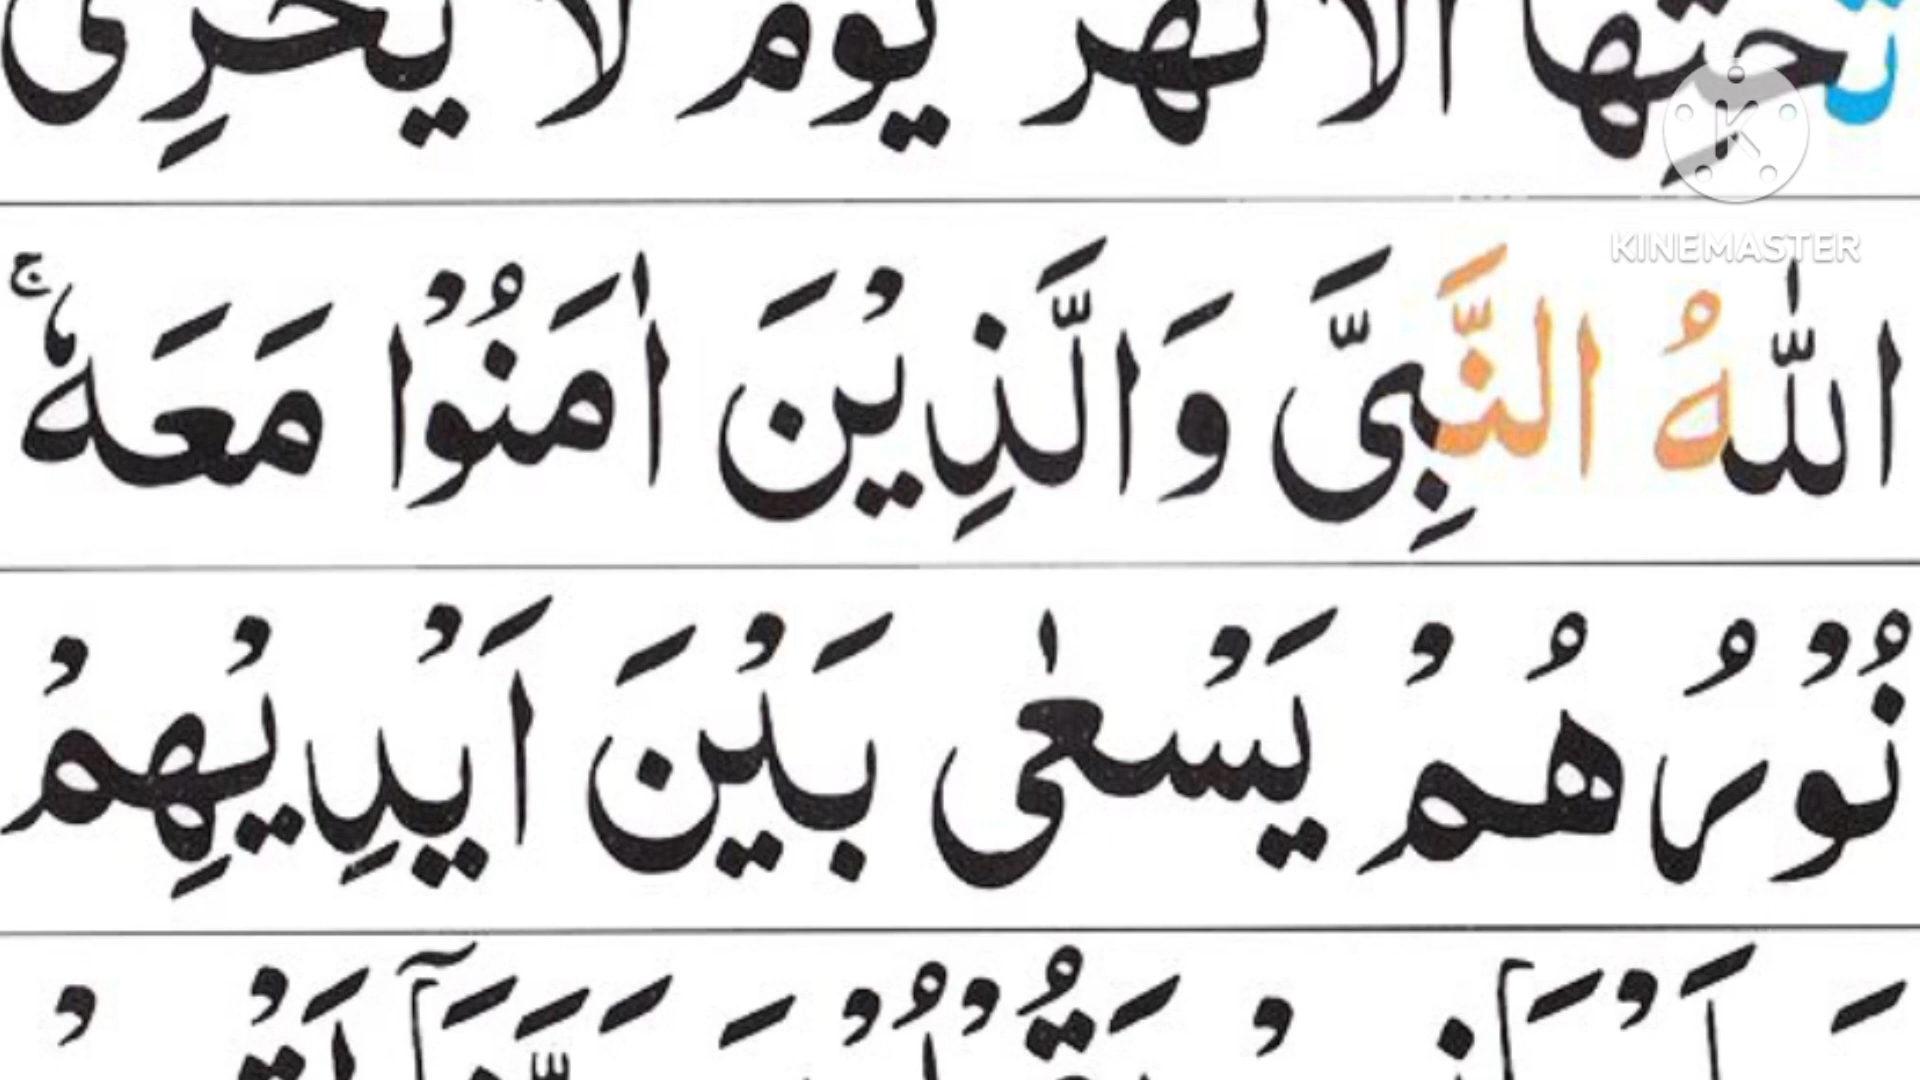 تَحْتِهَا الْاَنْهٰرُ يَوْمَ لَا يُخْزِى
اللّٰهُ النَّبِىَّ وَالَّذِيْنَ اٰمَنُوْا مَعَهٗ ۚ
نُوْرُهُمْ يَسْعٰى بَيْنَ اَيْدِيْهِمْ
KINEMASTER